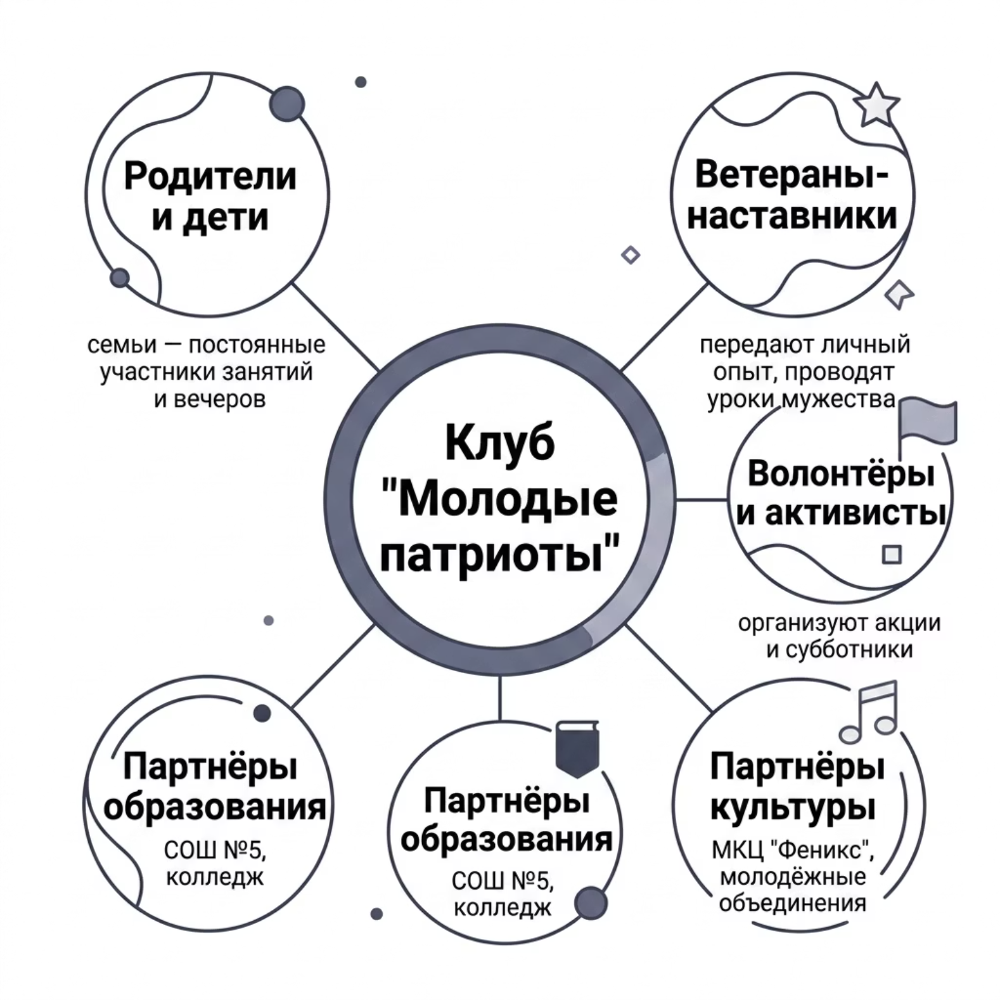 Родители
и дети
семьи — постоянные
участники занятий
и вечеров
Ветераны-
наставники
передают личный
опыт, проводят
уроки мужества
Клуб
"Молодые
патриоты"
Волонтёры
и активисты
организуют акции
и субботники
Партнёры
образования
СОШ №5,
колледж
Партнёры
образования
СОШ №5,
колледж
Партнёры
культуры
МКЦ "Феникс",
молодёжные
объединения